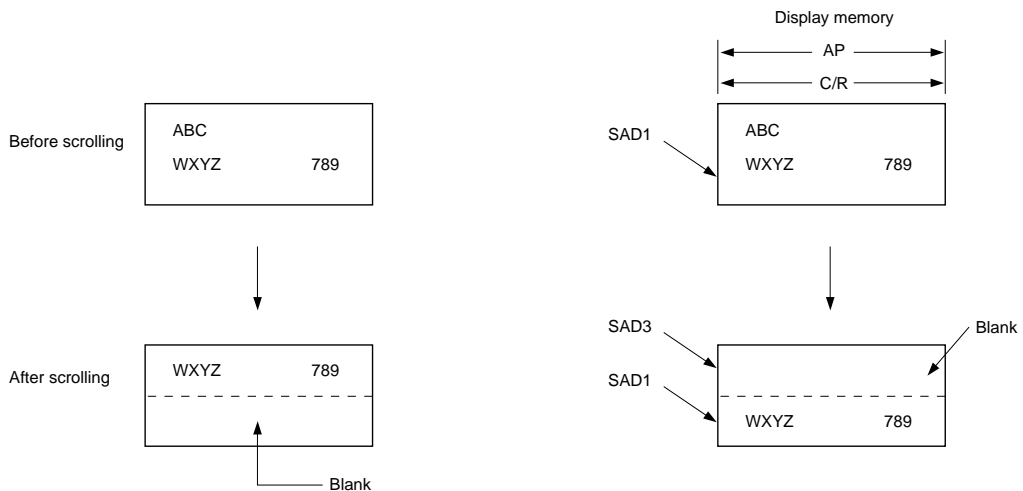 Display memory
AP
C/R
Before scrolling
ABC
WXYZ 789
SAD1
ABC
WXYZ 789
After scrolling
WXYZ 789
Blank
SAD3
SAD1
Blank
WXYZ 789